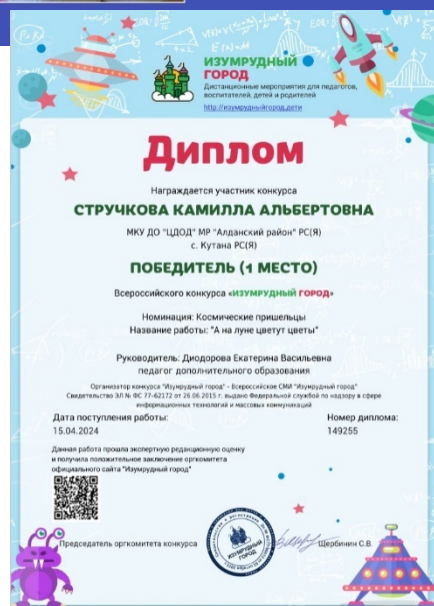 ИЗУМРУДНЫЙ
ГОРОД
Дистанционные мероприятия для педагогов,
воспитателей, детей и родителей
http://изумрудныйгород.дети
Диплом
Награждается участник конкурса
СТРУЧКОВА КАМИЛЛА АЛЬБЕРТОВНА
МКУ ДО "ЦДОД" МР "Алданский район" РС(Я)
с. Кутана РС(Я)
ПОБЕДИТЕЛЬ (1 МЕСТО)
Всероссийского конкурса «ИЗУМРУДНЫЙ ГОРОД»
Номинация: Космические пришельцы
Название работы: "А на луне цветут цветы"
Руководитель: Диодорова Екатерина Васильевна
педагог дополнительного образования
Организатор конкурса "Изумрудный город" - Всероссийское СМИ "Изумрудный город"
Свидетельство ЭЛ № ФС 77-62172 от 26.06.2015 г. выдано Федеральной службой по надзору в сфере
информационных технологий и массовых коммуникаций
Дата поступления работы:
15.04.2024
Номер диплома:
149255
Данная работа прошла экспертную редакционную оценку
и получила положительное заключение оргкомитета
официального сайта "Изумрудный город"
Председатель оргкомитета конкурса
ИЗУМРУДНЫЙ
ГОРОД
Щербинин С.В.